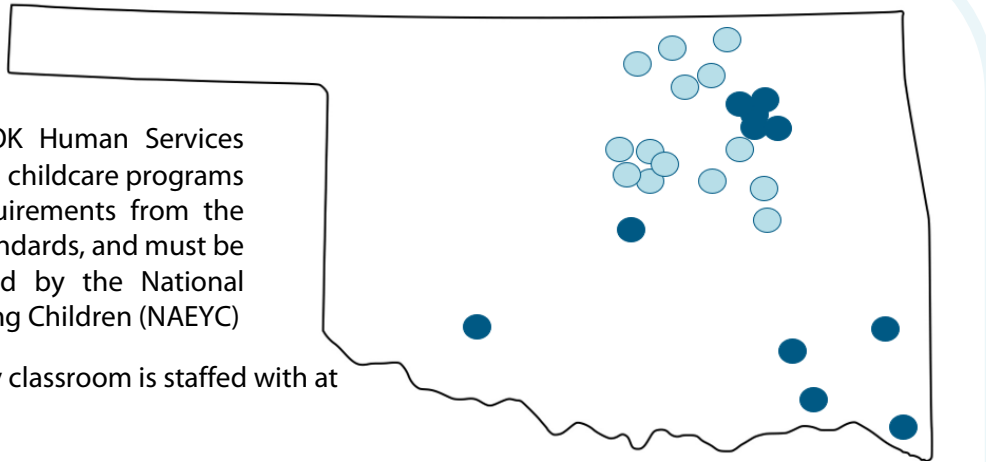 OK Human Services
childcare programs
uirements from the
ndards, and must be
d by the National
ng Children (NAEYC)
classroom is staffed with at